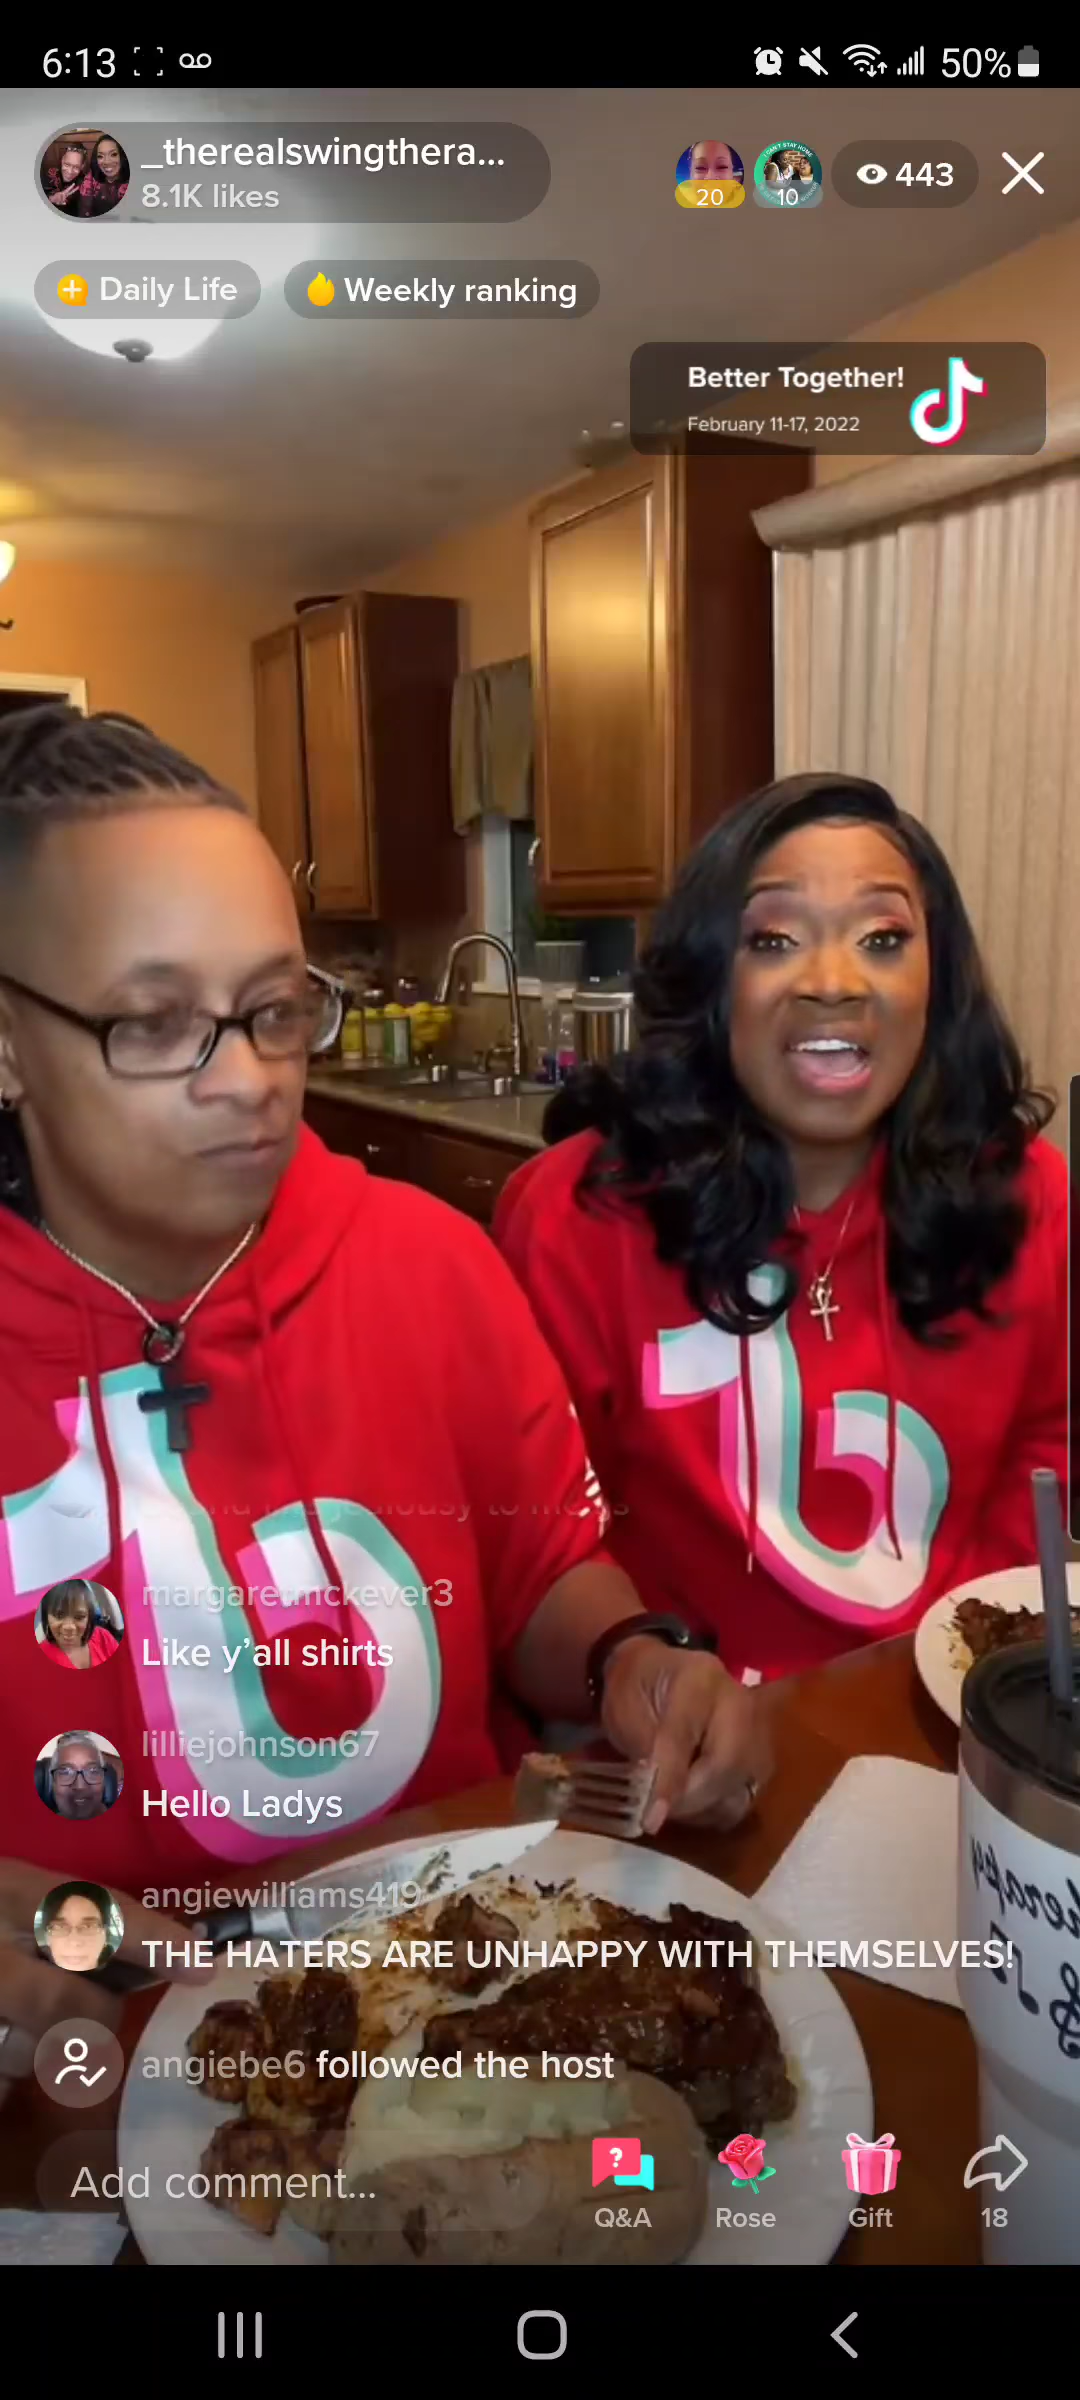 6:13
50%
_therealswingthera...
8.1K likes
20
10
443
Daily Life
Weekly ranking
Better Together!
February 11-17, 2022
jealousy to
margaretmckever3
Like y’all shirts
lilliejohnson67
Hello Ladys
angiewilliams419
THE HATERS ARE UNHAPPY WITH THEMSELVES!
angiebe6 followed the host
Add comment...
?
Q&A
Rose
Gift
18